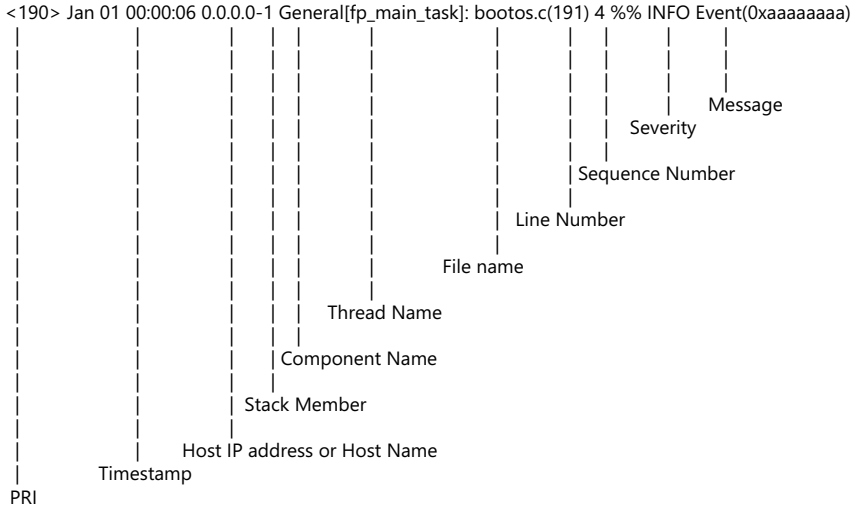 <190> Jan 01 00:00:06 0.0.0.0-1 General[fp_main_task]: bootos.c(191) 4 %% INFO Event(0xaaaaaaaa)
Message
Severity
Sequence Number
Line Number
File name
Thread Name
Component Name
Stack Member
Host IP address or Host Name
Timestamp
PRI